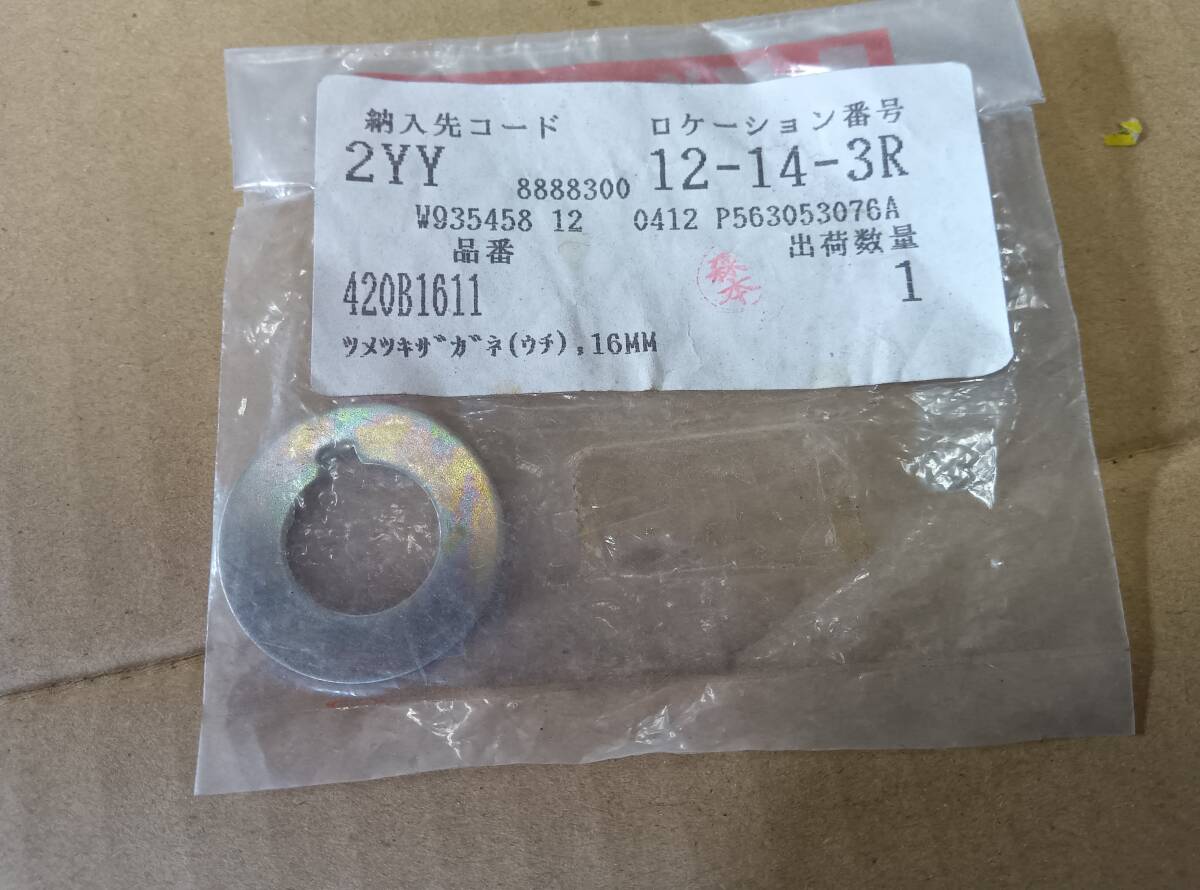 納入先コード ロケーション番号
2YY 8888300 12-14-3R
W935458 12 0412 P563053076A
品番 出荷数量
420B1611 1
森本
ツメツキザガネ(ウチ),16MM